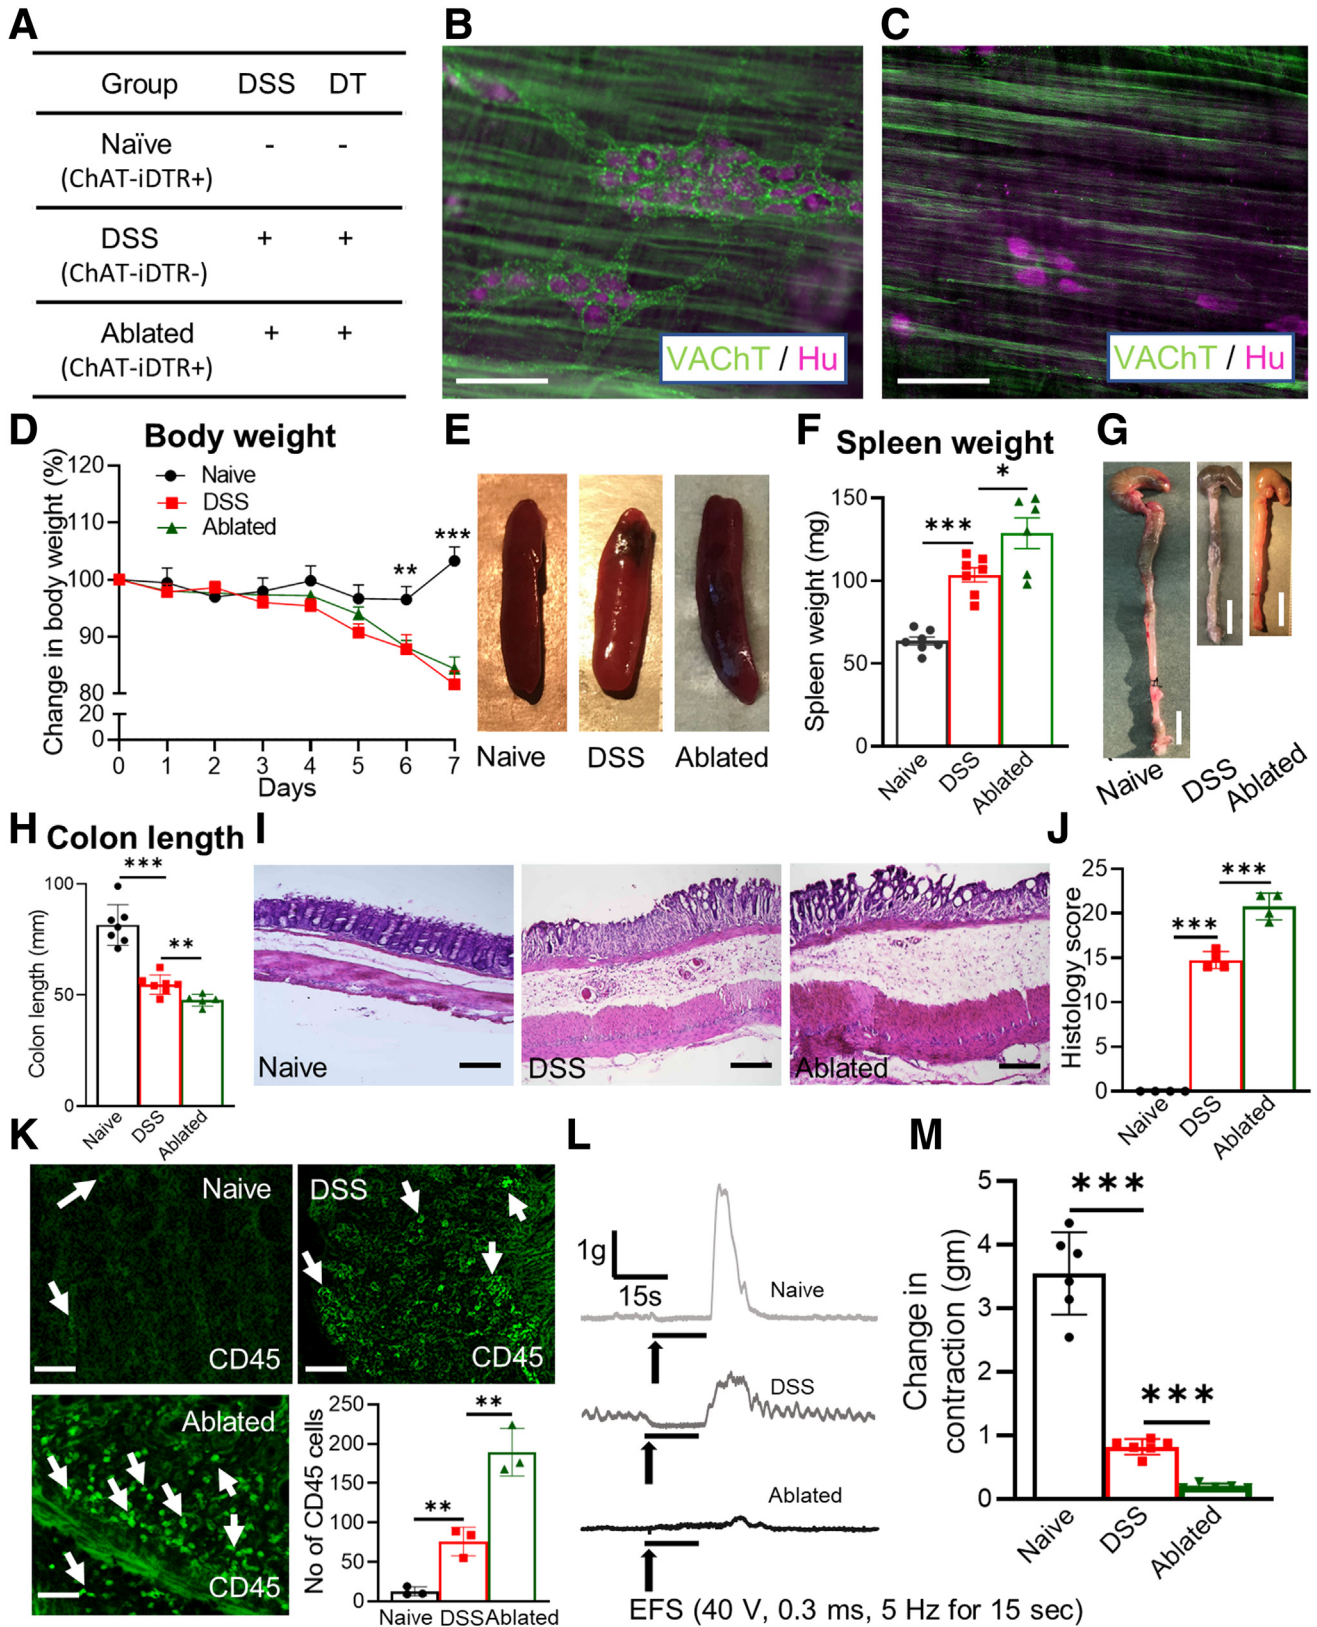 A
Group DSS DT
Naïve - -
(ChAT-iDTR+)
DSS + +
(ChAT-iDTR-)
Ablated + +
(ChAT-iDTR+)
B
VAChT / Hu
C
VAChT / Hu
D
Body weight
Change in body weight (%)
120
110
100
90
80
20
0
Naive
DSS
Ablated
**
***
0 1 2 3 4 5 6 7
Days
E
Naive DSS Ablated
F
Spleen weight
Spleen weight (mg)
150
100
50
0
***
*
Naive
DSS
Ablated
G
Naive
DSS
Ablated
H
Colon length
Colon length (mm)
100
50
0
***
**
Naive
DSS
Ablated
I
Naive
DSS
Ablated
J
Histology score
25
20
15
10
5
0
***
***
Naive
DSS
Ablated
K
Naive
CD45
DSS
CD45
Ablated
CD45
No of CD45 cells
250
200
150
100
50
0
**
**
Naive DSS Ablated
L
1g
15s
Naive
DSS
Ablated
EFS (40 V, 0.3 ms, 5 Hz for 15 sec)
M
Change in
contraction (gm)
5
4
3
2
1
0
***
***
Naive
DSS
Ablated